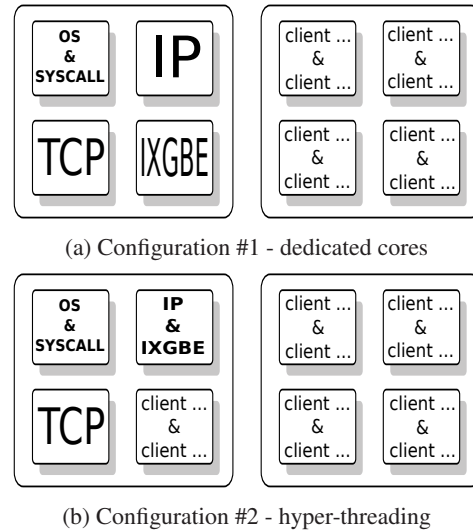 OS
&
SYSCALL
IP
TCP
IXGBE
client ...
&
client ...
client ...
&
client ...
client ...
&
client ...
client ...
&
client ...
(a) Configuration #1 - dedicated cores
OS
&
SYSCALL
IP
&
IXGBE
TCP
client ...
&
client ...
client ...
&
client ...
client ...
&
client ...
client ...
&
client ...
client ...
&
client ...
(b) Configuration #2 - hyper-threading